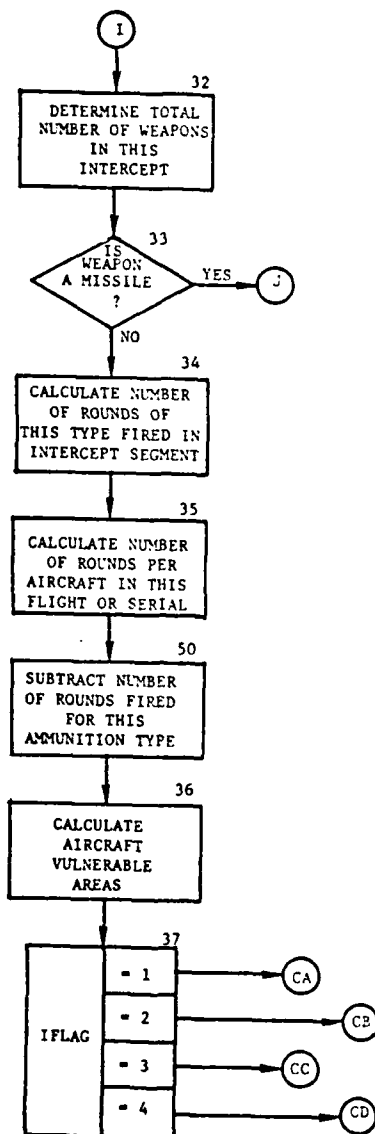 I
32
DETERMINE TOTAL
NUMBER OF WEAPONS
IN THIS
INTERCEPT
33
IS
WEAPON
A MISSILE
?
YES
J
NO
34
CALCULATE NUMBER
OF ROUNDS OF
THIS TYPE FIRED IN
INTERCEPT SEGMENT
35
CALCULATE NUMBER
OF ROUNDS PER
AIRCRAFT IN THIS
FLIGHT OR SERIAL
50
SUBTRACT NUMBER
OF ROUNDS FIRED
FOR THIS
AMMUNITION TYPE
36
CALCULATE
AIRCRAFT
VULNERABLE
AREAS
37
IFLAG
= 1
CA
= 2
CB
= 3
CC
= 4
CD